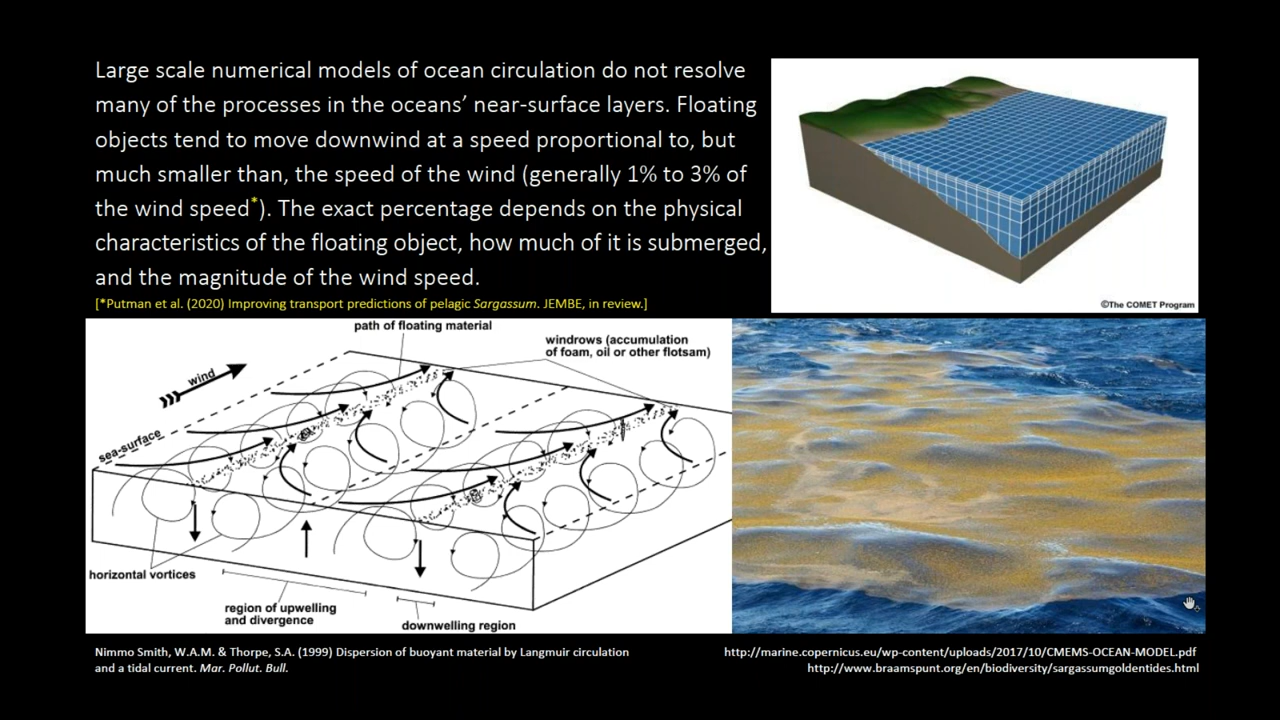 Large scale numerical models of ocean circulation do not resolve
many of the processes in the oceans’ near-surface layers. Floating
objects tend to move downwind at a speed proportional to, but
much smaller than, the speed of the wind (generally 1% to 3% of
the wind speed*). The exact percentage depends on the physical
characteristics of the floating object, how much of it is submerged,
and the magnitude of the wind speed.
[*Putman et al. (2020) Improving transport predictions of pelagic Sargassum. JEMBE, in review.]
©The COMET Program
path of floating material
windrows (accumulation
of foam, oil or other flotsam)
wind
sea-surface
horizontal vortices
region of upwelling
and divergence
downwelling region
Nimmo Smith, W.A.M. & Thorpe, S.A. (1999) Dispersion of buoyant material by Langmuir circulation
and a tidal current. Mar. Pollut. Bull.
http://marine.copernicus.eu/wp-content/uploads/2017/10/CMEMS-OCEAN-MODEL.pdf
http://www.braamspunt.org/en/biodiversity/sargassumgoldentides.html